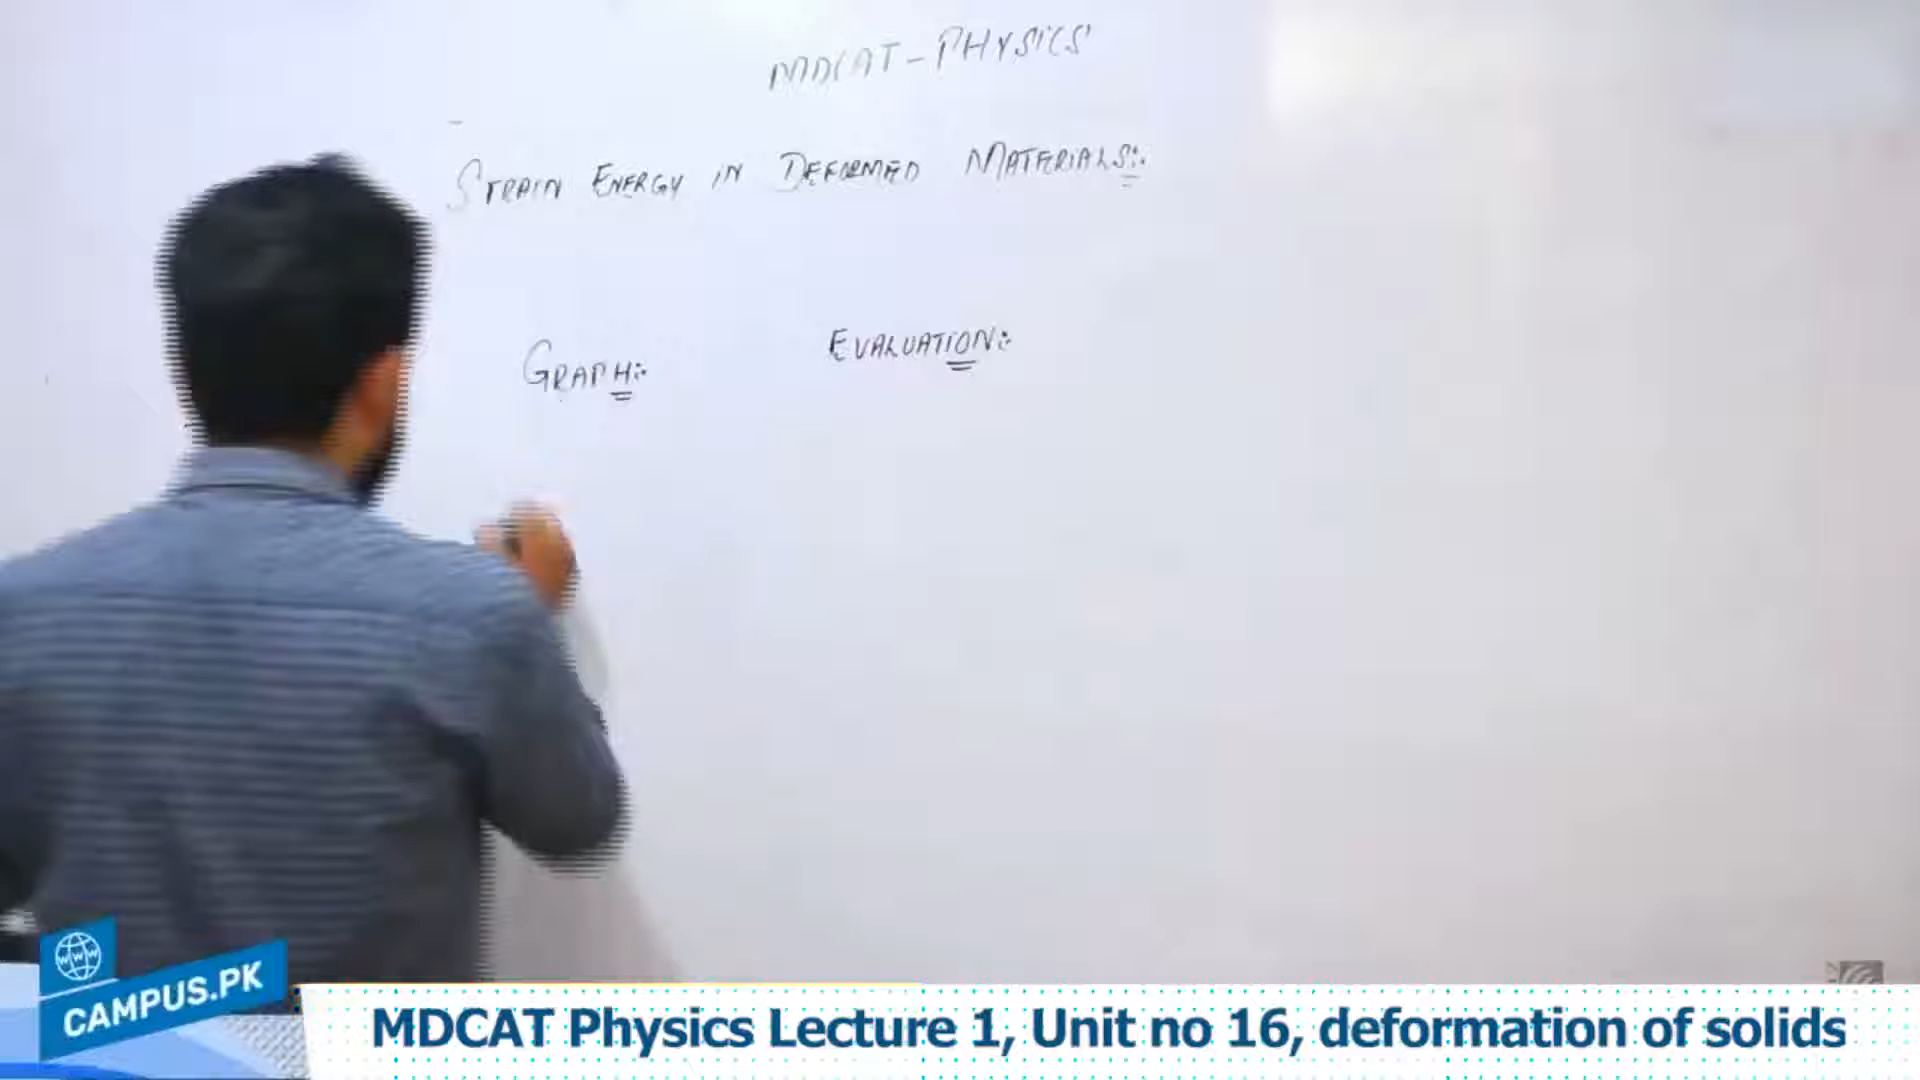 MDCAT - PHYSICS
STRAIN ENERGY IN DEFORMED MATERIALS:
GRAPH:
EVALUATION:
WWW
CAMPUS.PK
MDCAT Physics Lecture 1, Unit no 16, deformation of solids